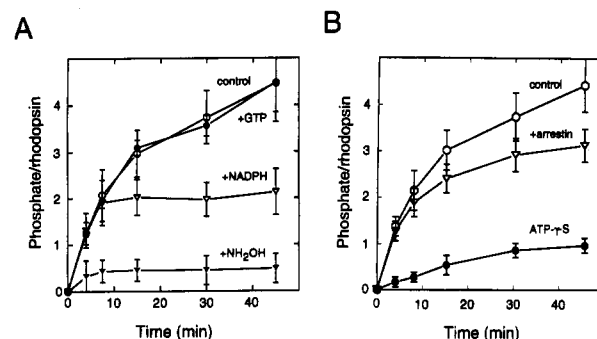 A
Phosphate/rhodopsin
4
3
2
1
0
control
+GTP
+NADPH
+NH2OH
0 10 20 30 40
Time (min)
B
Phosphate/rhodopsin
4
3
2
1
0
control
+arrestin
ATP-γ-S
0 10 20 30 40
Time (min)